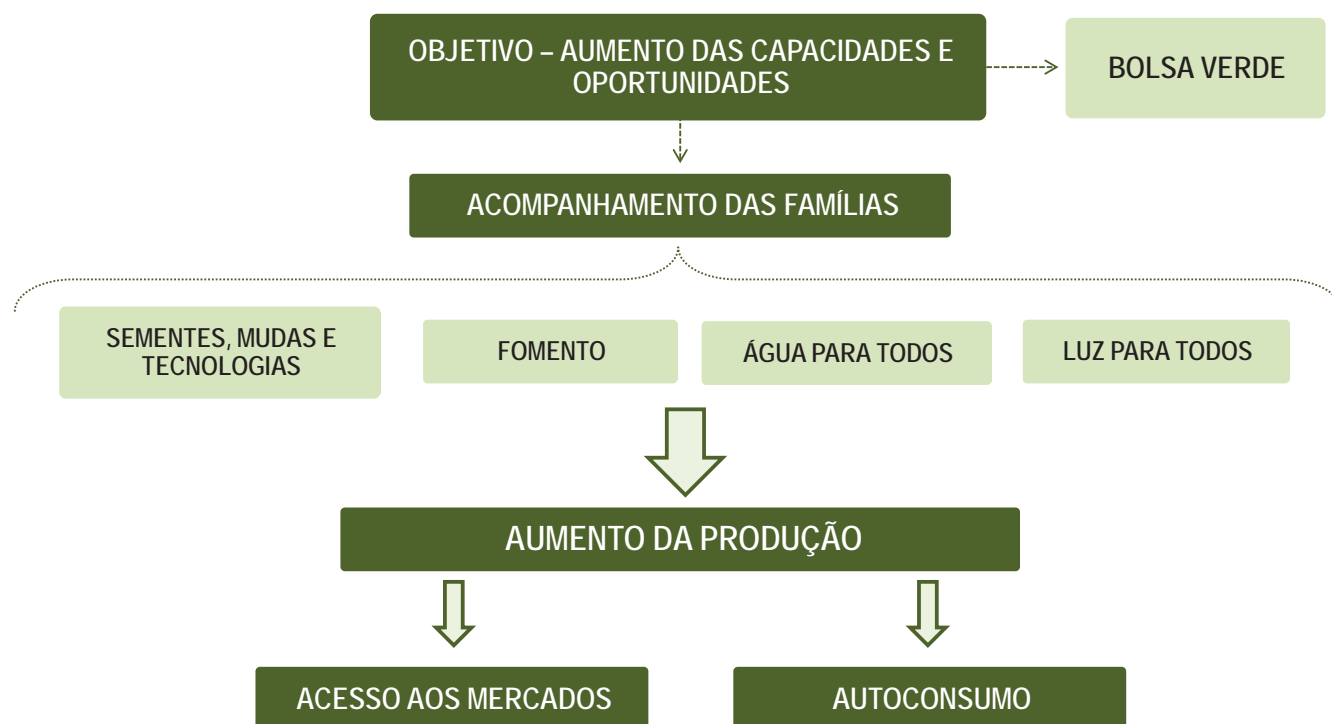 OBJETIVO – AUMENTO DAS CAPACIDADES E
OPORTUNIDADES
BOLSA VERDE
ACOMPANHAMENTO DAS FAMÍLIAS
SEMENTES, MUDAS E
TECNOLOGIAS
FOMENTO
ÁGUA PARA TODOS
LUZ PARA TODOS
AUMENTO DA PRODUÇÃO
ACESSO AOS MERCADOS
AUTOCONSUMO